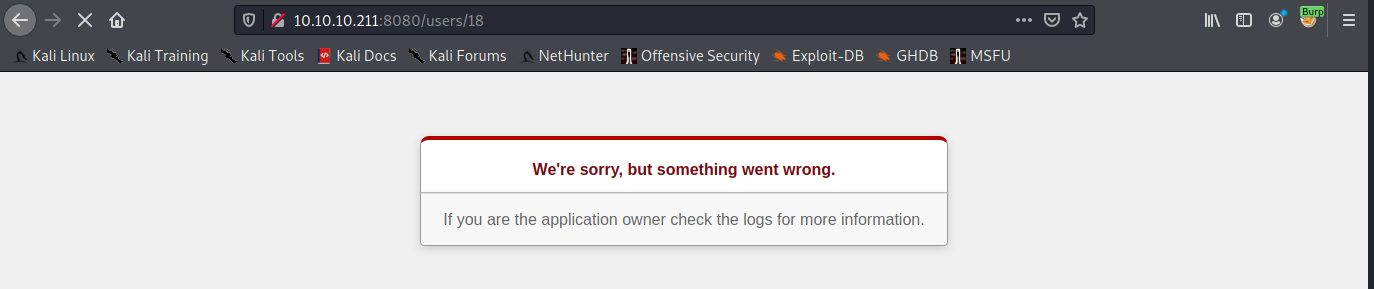 10.10.10.211:8080/users/18
Burp
Kali Linux Kali Training Kali Tools Kali Docs Kali Forums NetHunter Offensive Security Exploit-DB GHDB MSFU
We're sorry, but something went wrong.
If you are the application owner check the logs for more information.